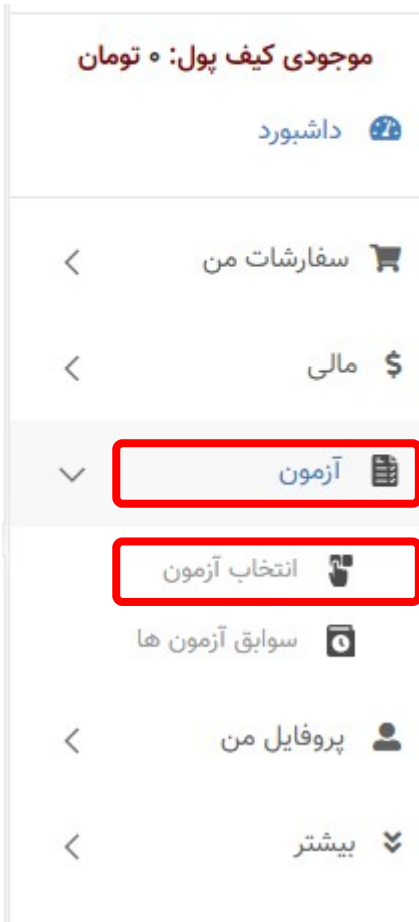 موجودی کیف پول: ۰ تومان
داشبورد
سفارشات من
مالی
آزمون
انتخاب آزمون
سوابق آزمون ها
پروفایل من
بیشتر